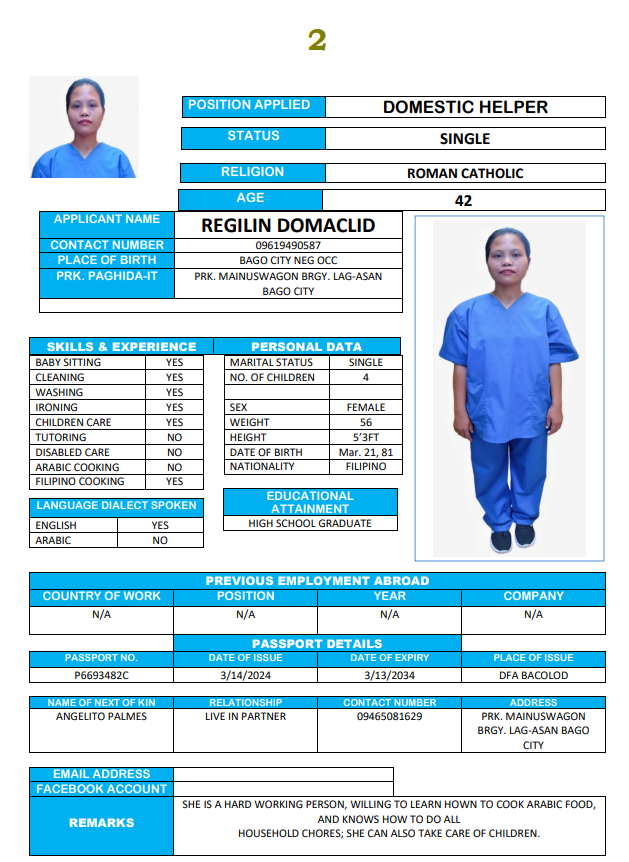 2
POSITION APPLIED DOMESTIC HELPER
STATUS SINGLE
RELIGION ROMAN CATHOLIC
AGE 42
APPLICANT NAME REGILIN DOMACLID
CONTACT NUMBER 09619490587
PLACE OF BIRTH BAGO CITY NEG OCC
PRK. PAGHIDA-IT PRK. MAINUSWAGON BRGY. LAG-ASAN
BAGO CITY
SKILLS & EXPERIENCE PERSONAL DATA
BABY SITTING YES MARITAL STATUS SINGLE
CLEANING YES NO. OF CHILDREN 4
WASHING YES
IRONING YES SEX FEMALE
CHILDREN CARE YES WEIGHT 56
TUTORING NO HEIGHT 5'3FT
DISABLED CARE NO DATE OF BIRTH Mar. 21, 81
ARABIC COOKING NO NATIONALITY FILIPINO
FILIPINO COOKING YES
EDUCATIONAL
ATTAINMENT
HIGH SCHOOL GRADUATE
LANGUAGE DIALECT SPOKEN
ENGLISH YES
ARABIC NO
PREVIOUS EMPLOYMENT ABROAD
COUNTRY OF WORK POSITION YEAR COMPANY
N/A N/A N/A N/A
PASSPORT DETAILS
PASSPORT NO. DATE OF ISSUE DATE OF EXPIRY PLACE OF ISSUE
P6693482C 3/14/2024 3/13/2034 DFA BACOLOD
NAME OF NEXT OF KIN RELATIONSHIP CONTACT NUMBER ADDRESS
ANGELITO PALMES LIVE IN PARTNER 09465081629 PRK. MAINUSWAGON
BRGY. LAG-ASAN BAGO
CITY
EMAIL ADDRESS
FACEBOOK ACCOUNT
REMARKS
SHE IS A HARD WORKING PERSON, WILLING TO LEARN HOWN TO COOK ARABIC FOOD,
AND KNOWS HOW TO DO ALL
HOUSEHOLD CHORES; SHE CAN ALSO TAKE CARE OF CHILDREN.